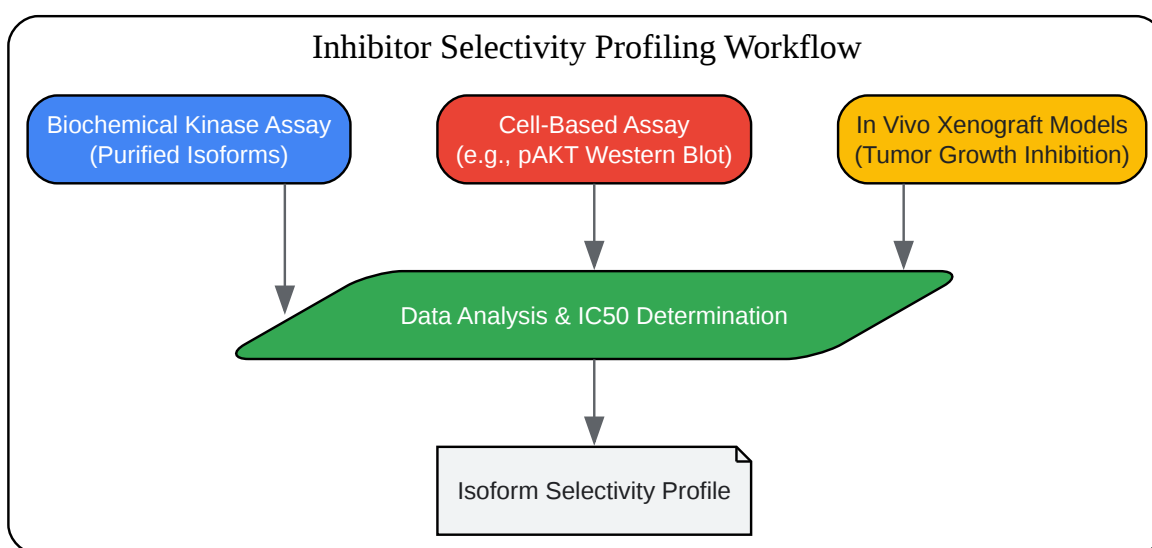 Inhibitor Selectivity Profiling Workflow
Biochemical Kinase Assay
(Purified Isoforms)
Cell-Based Assay
(e.g., pAKT Western Blot)
In Vivo Xenograft Models
(Tumor Growth Inhibition)
Data Analysis & IC50 Determination
Isoform Selectivity Profile